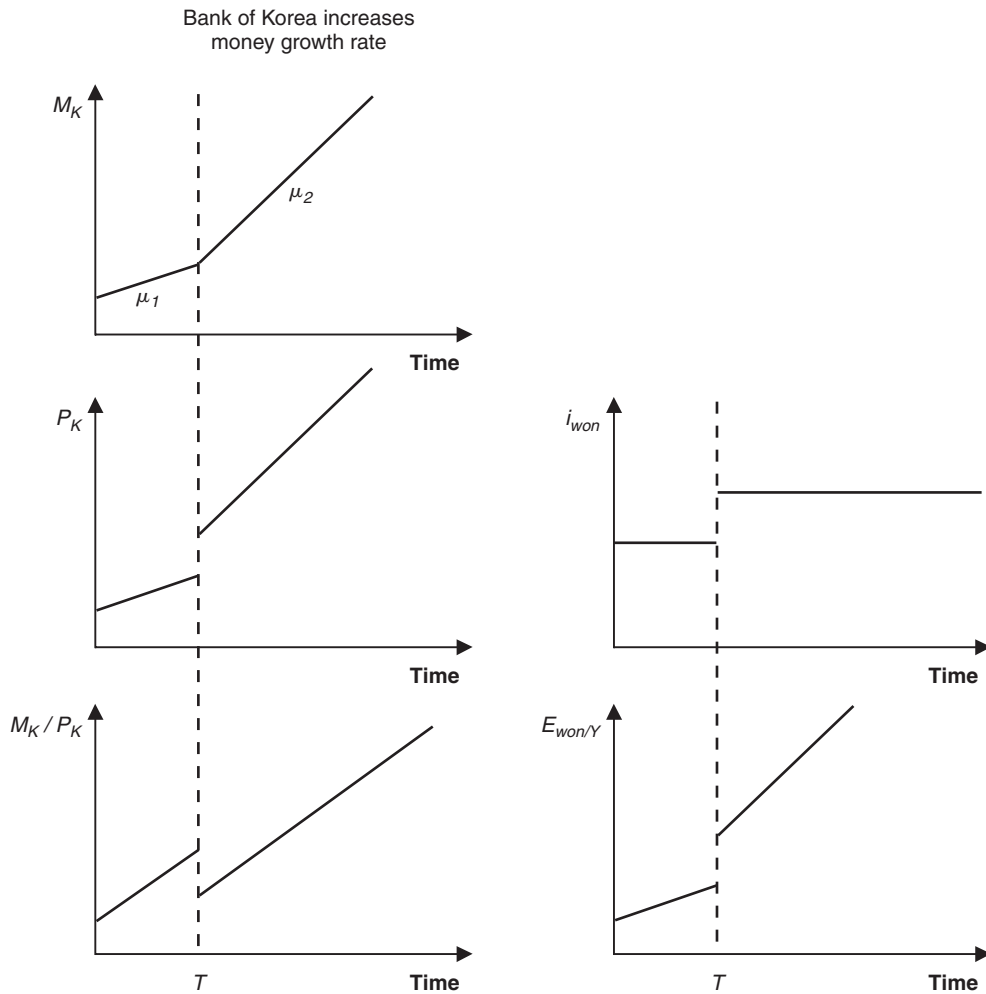 Bank of Korea increases
money growth rate
M_K
μ_2
μ_1
Time
P_K
Time
i_won
Time
M_K / P_K
T
Time
E_won/Y
T
Time